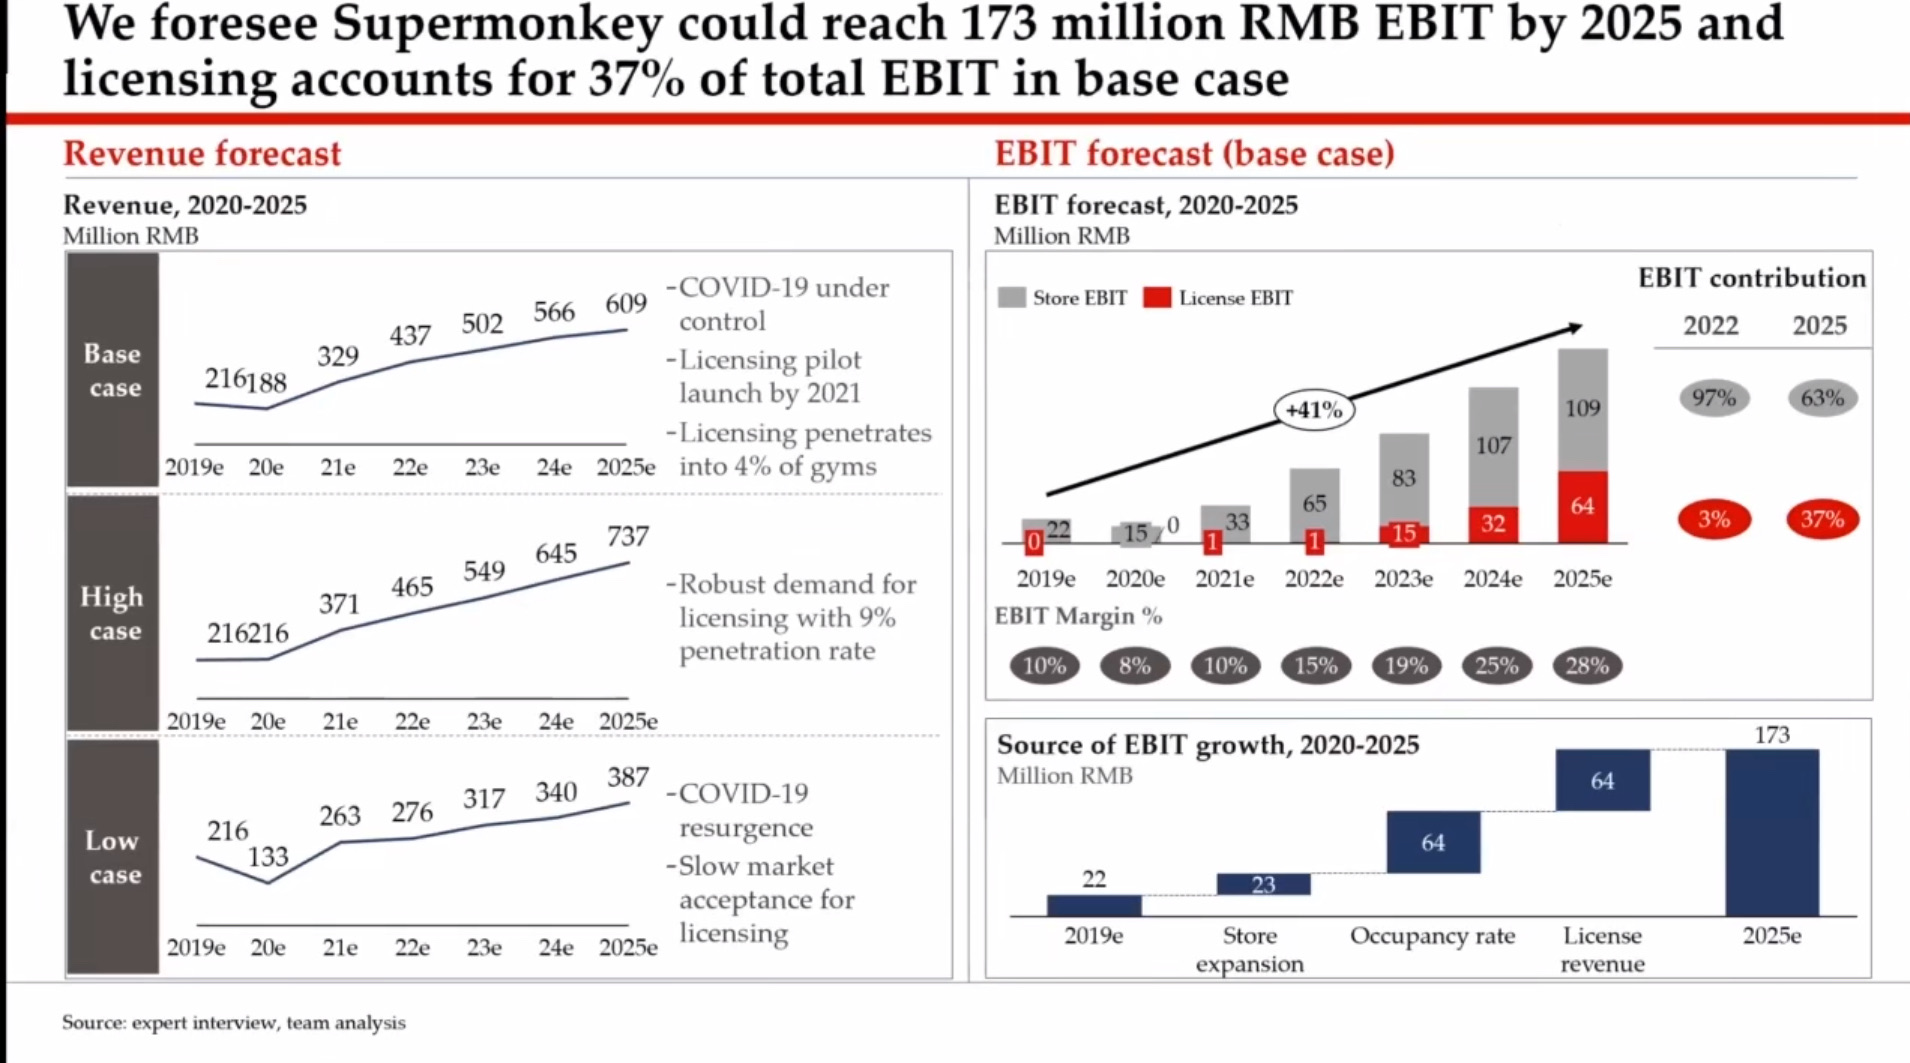 We foresee Supermonkey could reach 173 million RMB EBIT by 2025 and
licensing accounts for 37% of total EBIT in base case
Revenue forecast
Revenue, 2020-2025
Million RMB
Base
case
216 188 329 437 502 566 609
2019e 20e 21e 22e 23e 24e 2025e
-COVID-19 under
control
-Licensing pilot
launch by 2021
-Licensing penetrates
into 4% of gyms
High
case
216 216 371 465 549 645 737
2019e 20e 21e 22e 23e 24e 2025e
-Robust demand for
licensing with 9%
penetration rate
Low
case
216 133 263 276 317 340 387
2019e 20e 21e 22e 23e 24e 2025e
-COVID-19
resurgence
-Slow market
acceptance for
licensing
EBIT forecast (base case)
EBIT forecast, 2020-2025
Million RMB
Store EBIT License EBIT
+41%
22 15 33 65 83 107 109
0 0 1 1 15 32 64
2019e 2020e 2021e 2022e 2023e 2024e 2025e
EBIT Margin %
10% 8% 10% 15% 19% 25% 28%
EBIT contribution
2022 2025
97% 63%
3% 37%
Source of EBIT growth, 2020-2025
Million RMB
22 23 64 64 173
2019e
Store
expansion
Occupancy rate
License
revenue
2025e
Source: expert interview, team analysis